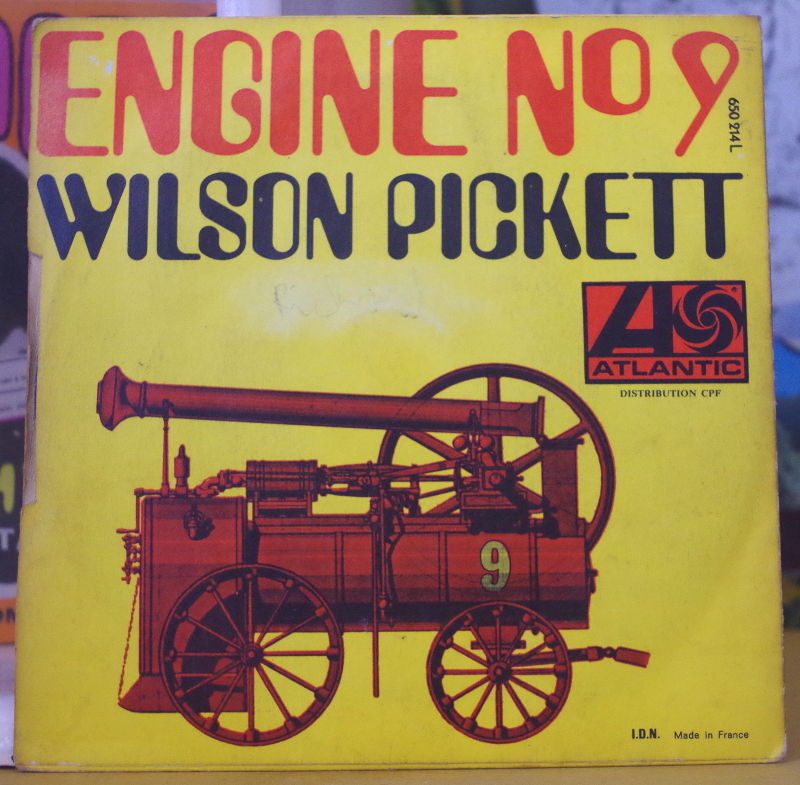 ENGINE No 9
650 214 L
WILSON PICKETT
ATLANTIC
DISTRIBUTION CPF
9
I.D.N. Made in France